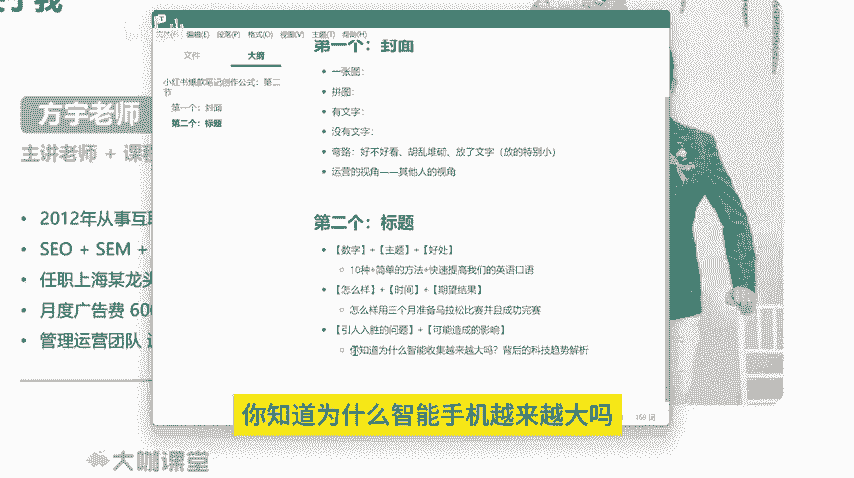 方宇老师
主讲老师 + 课
2012年从事互
SEO + SEM +
任职上海某龙头
月度广告费 60
管理运营团队
大咖课堂
编辑(E) 段落(P) 格式(O) 视图(V) 主题(T) 帮助(H)
文件 大纲
小红书爆款笔记创作公式：第二
节
第一个：封面
第二个：标题
第一个：封面
一张图：
拼图：
有文字：
没有文字：
弯路：好不好看、胡乱堆砌、放了文字（放的特别小）
运营的视角——其他人的视角
第二个：标题
【数字】+【主题】+【好处】
10种+简单的方法+快速提高我们的英语口语
【怎么样】+【时间】+【期望结果】
怎么样用三个月准备马拉松比赛并且成功完赛
【引人入胜的问题】+【可能造成的影响】
你知道为什么智能收集越来越大吗？背后的科技趋势解析
159 词
你知道为什么智能手机越来越大吗